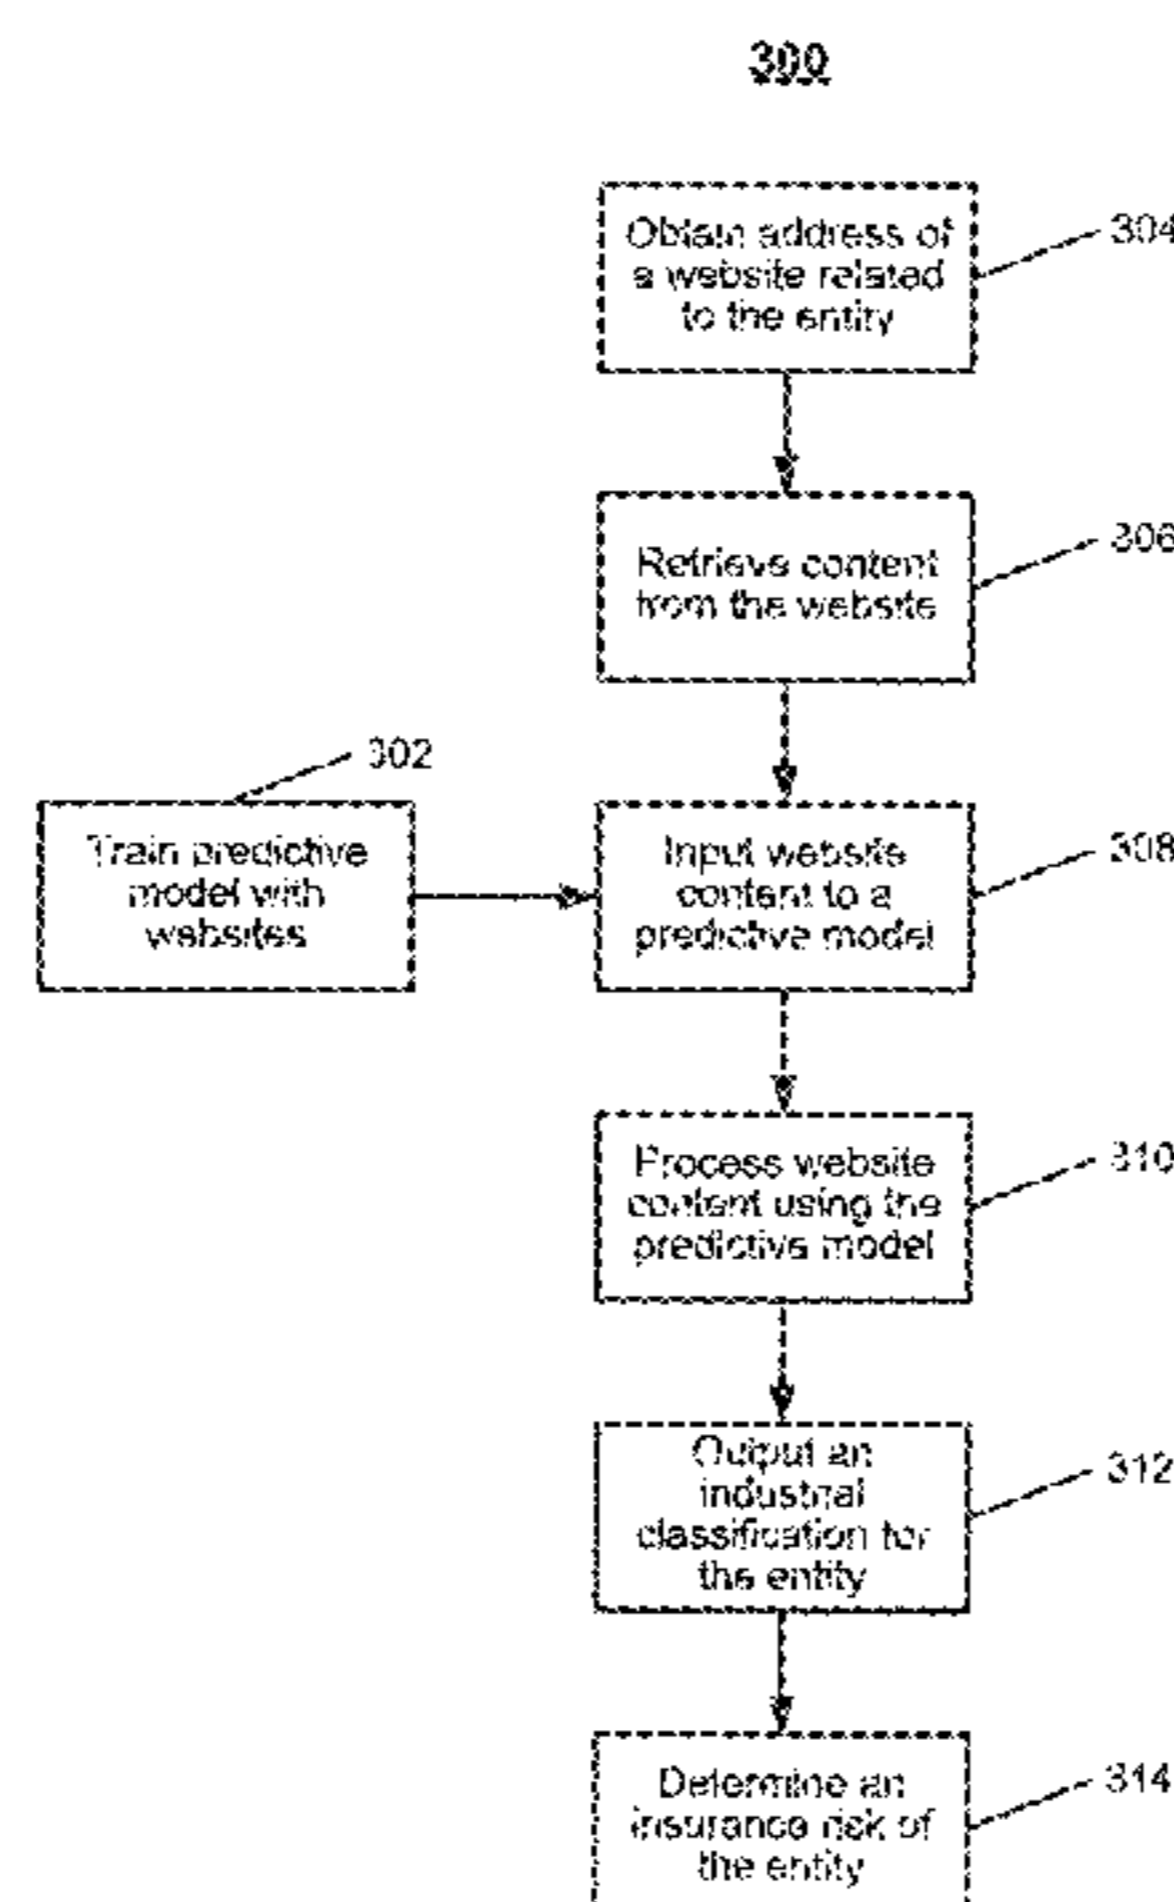 300
Obtain address of
a website related
to the entity
304
Retrieve content
from the website
306
302
Train predictive
model with
websites
Input website
content to a
predictive model
308
Process website
content using the
predictive model
310
Output an
industrial
classification for
the entity
312
Determine an
insurance risk of
the entity
314